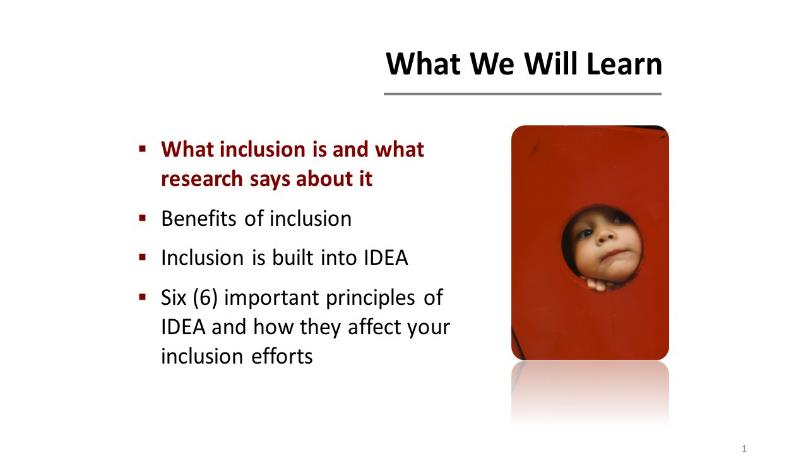 What We Will Learn
▪ What inclusion is and what
research says about it
▪ Benefits of inclusion
▪ Inclusion is built into IDEA
▪ Six (6) important principles of
IDEA and how they affect your
inclusion efforts
1